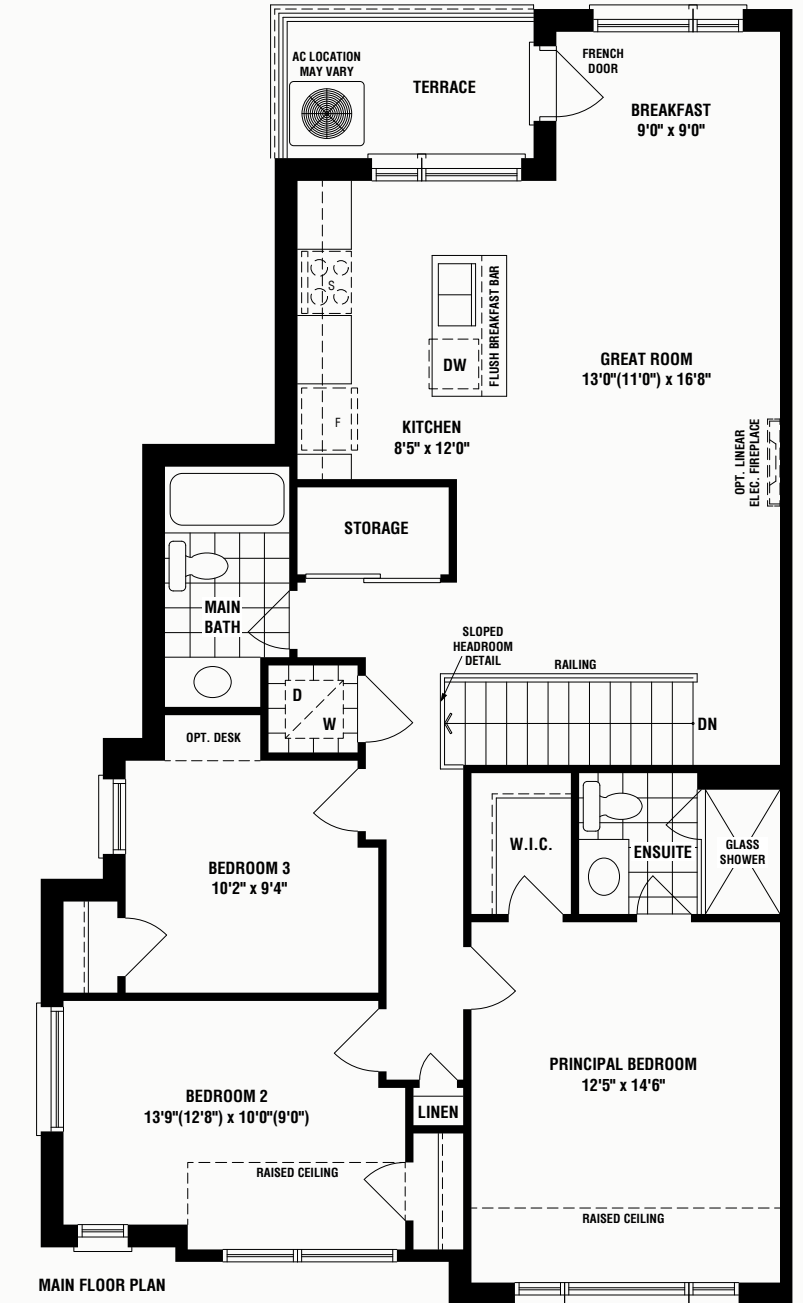 AC LOCATION
MAY VARY
TERRACE
FRENCH
DOOR
BREAKFAST
9'0" x 9'0"
S
FLUSH BREAKFAST BAR
DW
GREAT ROOM
13'0"(11'0") x 16'8"
F
KITCHEN
8'5" x 12'0"
OPT. LINEAR
ELEC. FIREPLACE
STORAGE
MAIN
BATH
SLOPED
HEADROOM
DETAIL
RAILING
D
W
DN
OPT. DESK
W.I.C.
ENSUITE
GLASS
SHOWER
BEDROOM 3
10'2" x 9'4"
PRINCIPAL BEDROOM
12'5" x 14'6"
BEDROOM 2
13'9"(12'8") x 10'0"(9'0")
LINEN
RAISED CEILING
RAISED CEILING
MAIN FLOOR PLAN